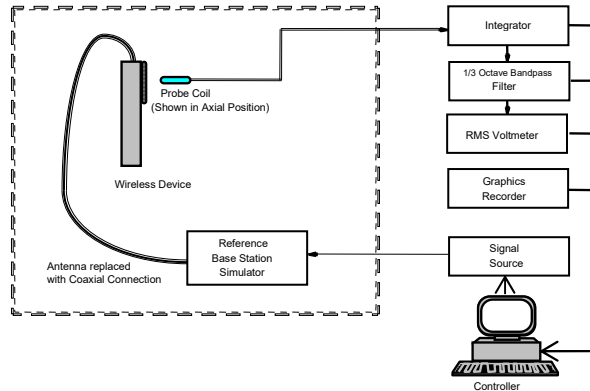 Integrator
1/3 Octave Bandpass
Filter
RMS Voltmeter
Graphics
Recorder
Signal
Source
Controller
Probe Coil
(Shown in Axial Position)
Wireless Device
Reference
Base Station
Simulator
Antenna replaced
with Coaxial Connection